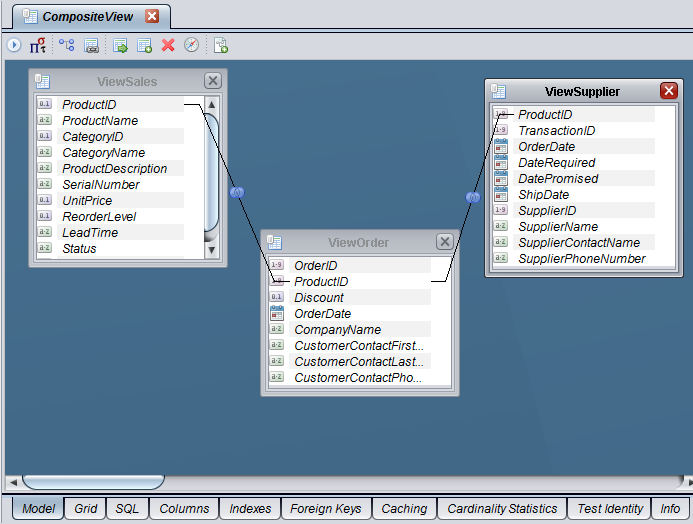 CompositeView
ViewSales
ProductID
ProductName
CategoryID
CategoryName
ProductDescription
SerialNumber
UnitPrice
ReorderLevel
LeadTime
Status
ViewOrder
OrderID
ProductID
Discount
OrderDate
CompanyName
CustomerContactFirst...
CustomerContactLast...
CustomerContactPho...
ViewSupplier
ProductID
TransactionID
OrderDate
DateRequired
DatePromised
ShipDate
SupplierID
SupplierName
SupplierContactName
SupplierPhoneNumber
Model Grid SQL Columns Indexes Foreign Keys Caching Cardinality Statistics Test Identity Info